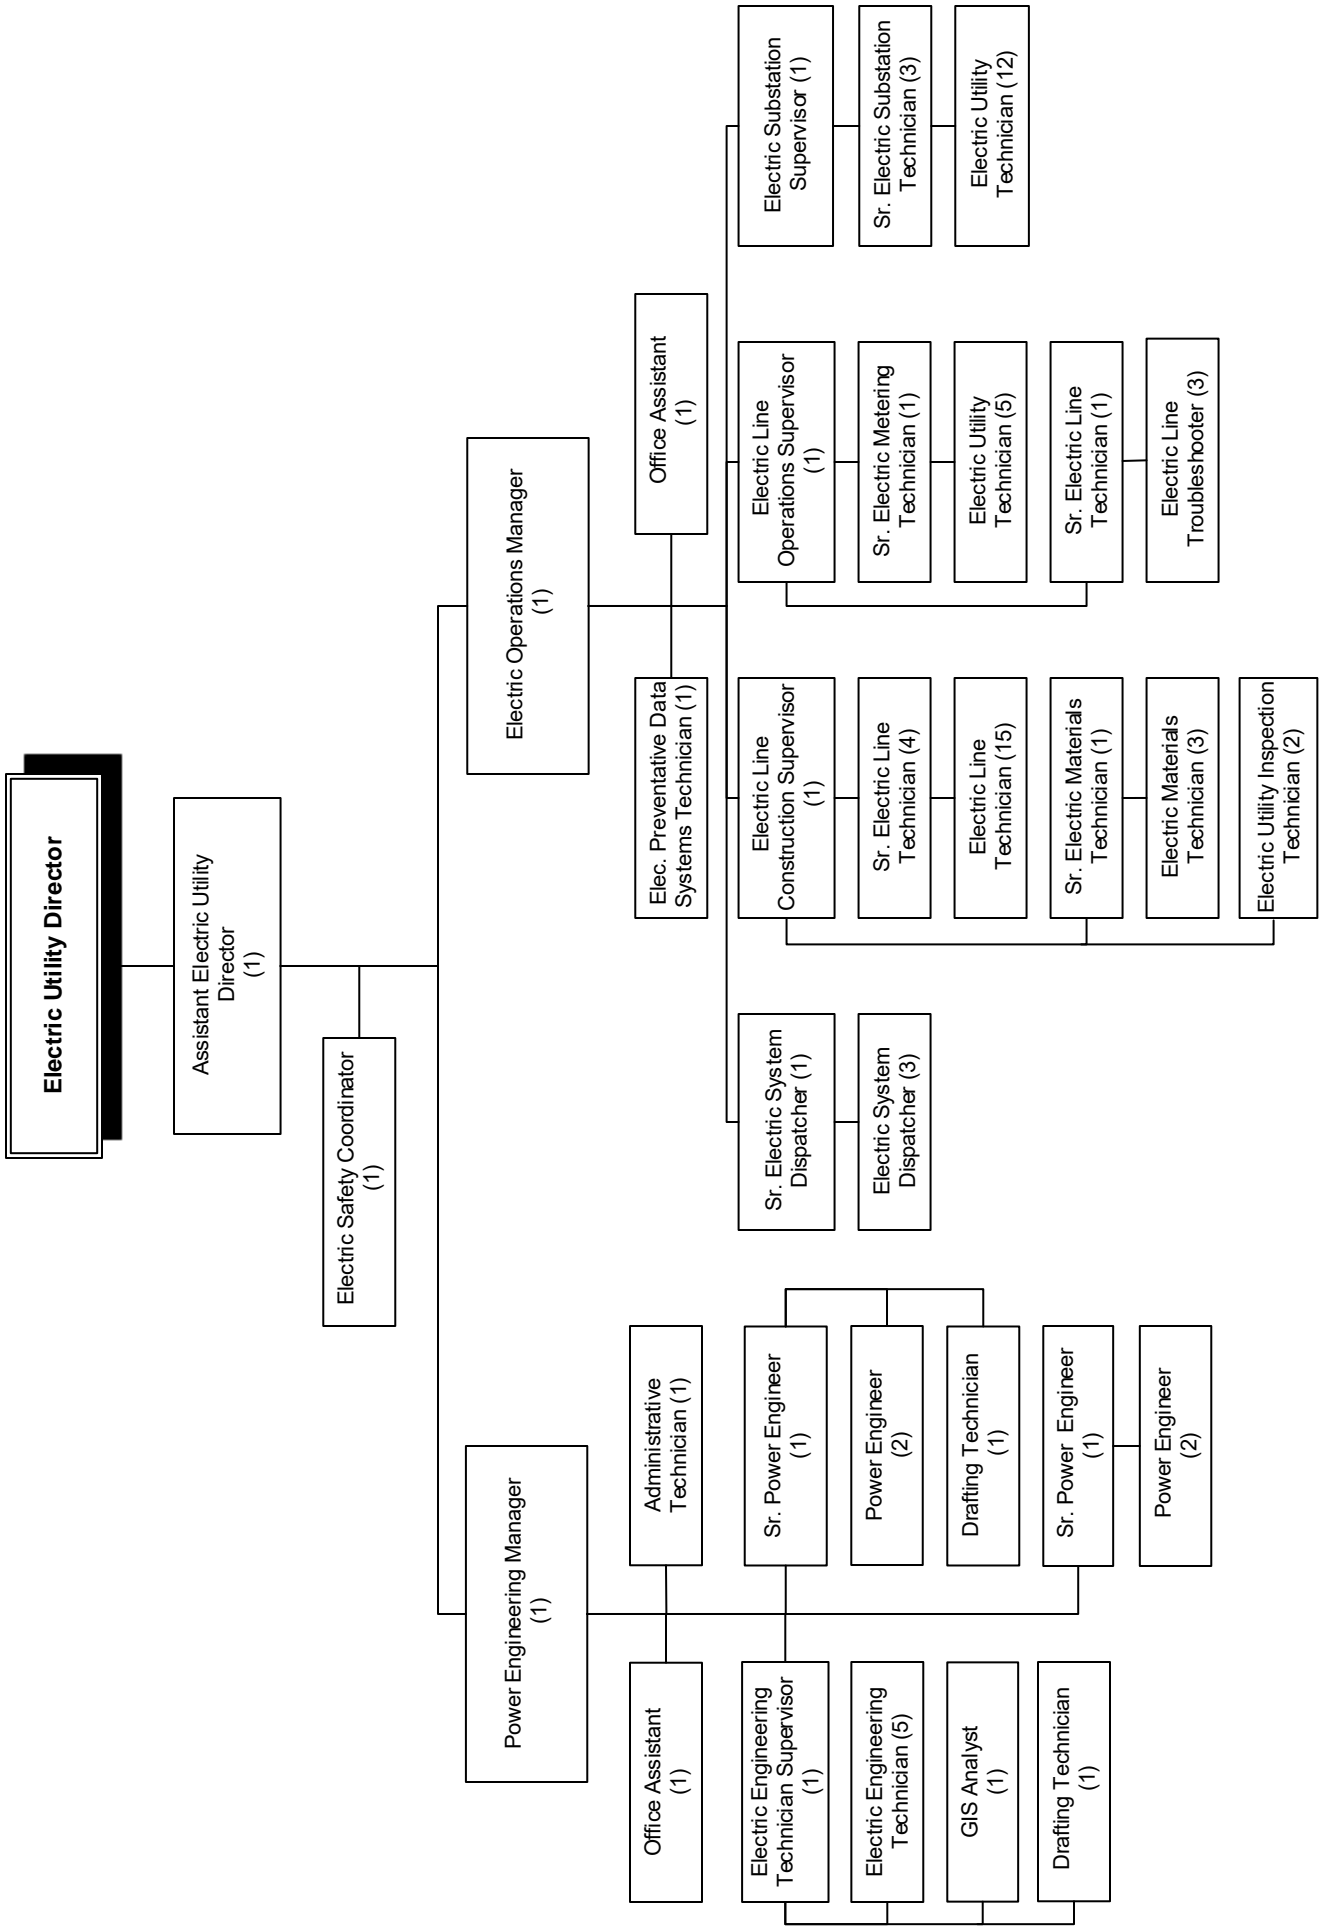 Electric Utility Director
Assistant Electric Utility
Director
(1)
Electric Safety Coordinator
(1)
Power Engineering Manager
(1)
Electric Operations Manager
(1)
Office Assistant
(1)
Administrative
Technician (1)
Electric Engineering
Technician Supervisor
(1)
Electric Engineering
Technician (5)
GIS Analyst
(1)
Drafting Technician
(1)
Sr. Power Engineer
(1)
Power Engineer
(2)
Drafting Technician
(1)
Sr. Power Engineer
(1)
Power Engineer
(2)
Elec. Preventative Data
Systems Technician (1)
Office Assistant
(1)
Sr. Electric System
Dispatcher (1)
Electric System
Dispatcher (3)
Electric Line
Construction Supervisor
(1)
Sr. Electric Line
Technician (4)
Electric Line
Technician (15)
Sr. Electric Materials
Technician (1)
Electric Materials
Technician (3)
Electric Utility Inspection
Technician (2)
Electric Line
Operations Supervisor
(1)
Sr. Electric Metering
Technician (1)
Electric Utility
Technician (5)
Sr. Electric Line
Technician (1)
Electric Line
Troubleshooter (3)
Electric Substation
Supervisor (1)
Sr. Electric Substation
Technician (3)
Electric Utility
Technician (12)